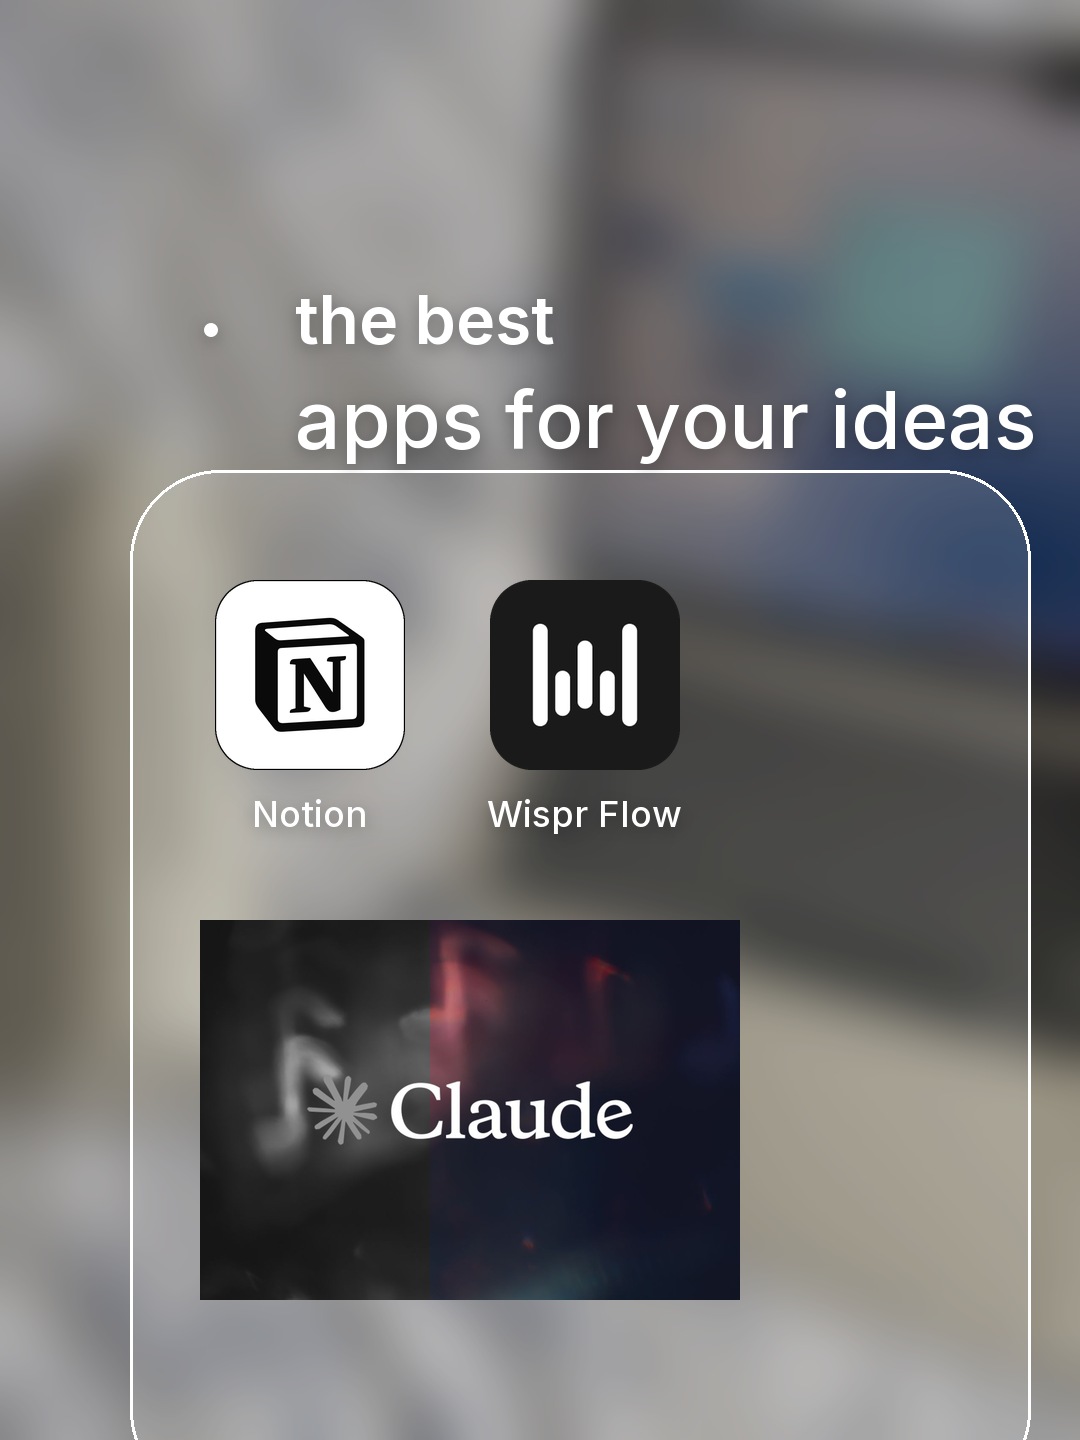 • the best
apps for your ideas
N
Notion
Wispr Flow
Claude